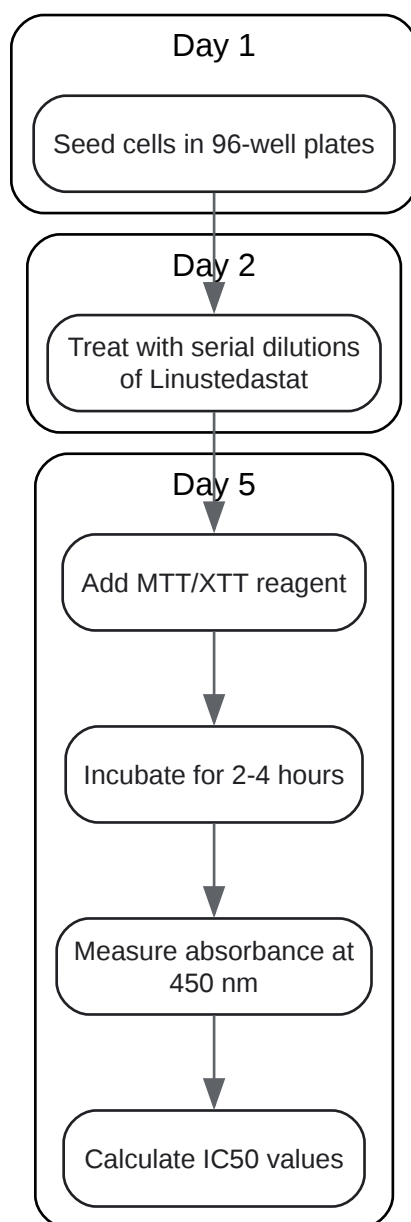 Day 1
Seed cells in 96-well plates
Day 2
Treat with serial dilutions
of Linustedastat
Day 5
Add MTT/XTT reagent
Incubate for 2-4 hours
Measure absorbance at
450 nm
Calculate IC50 values